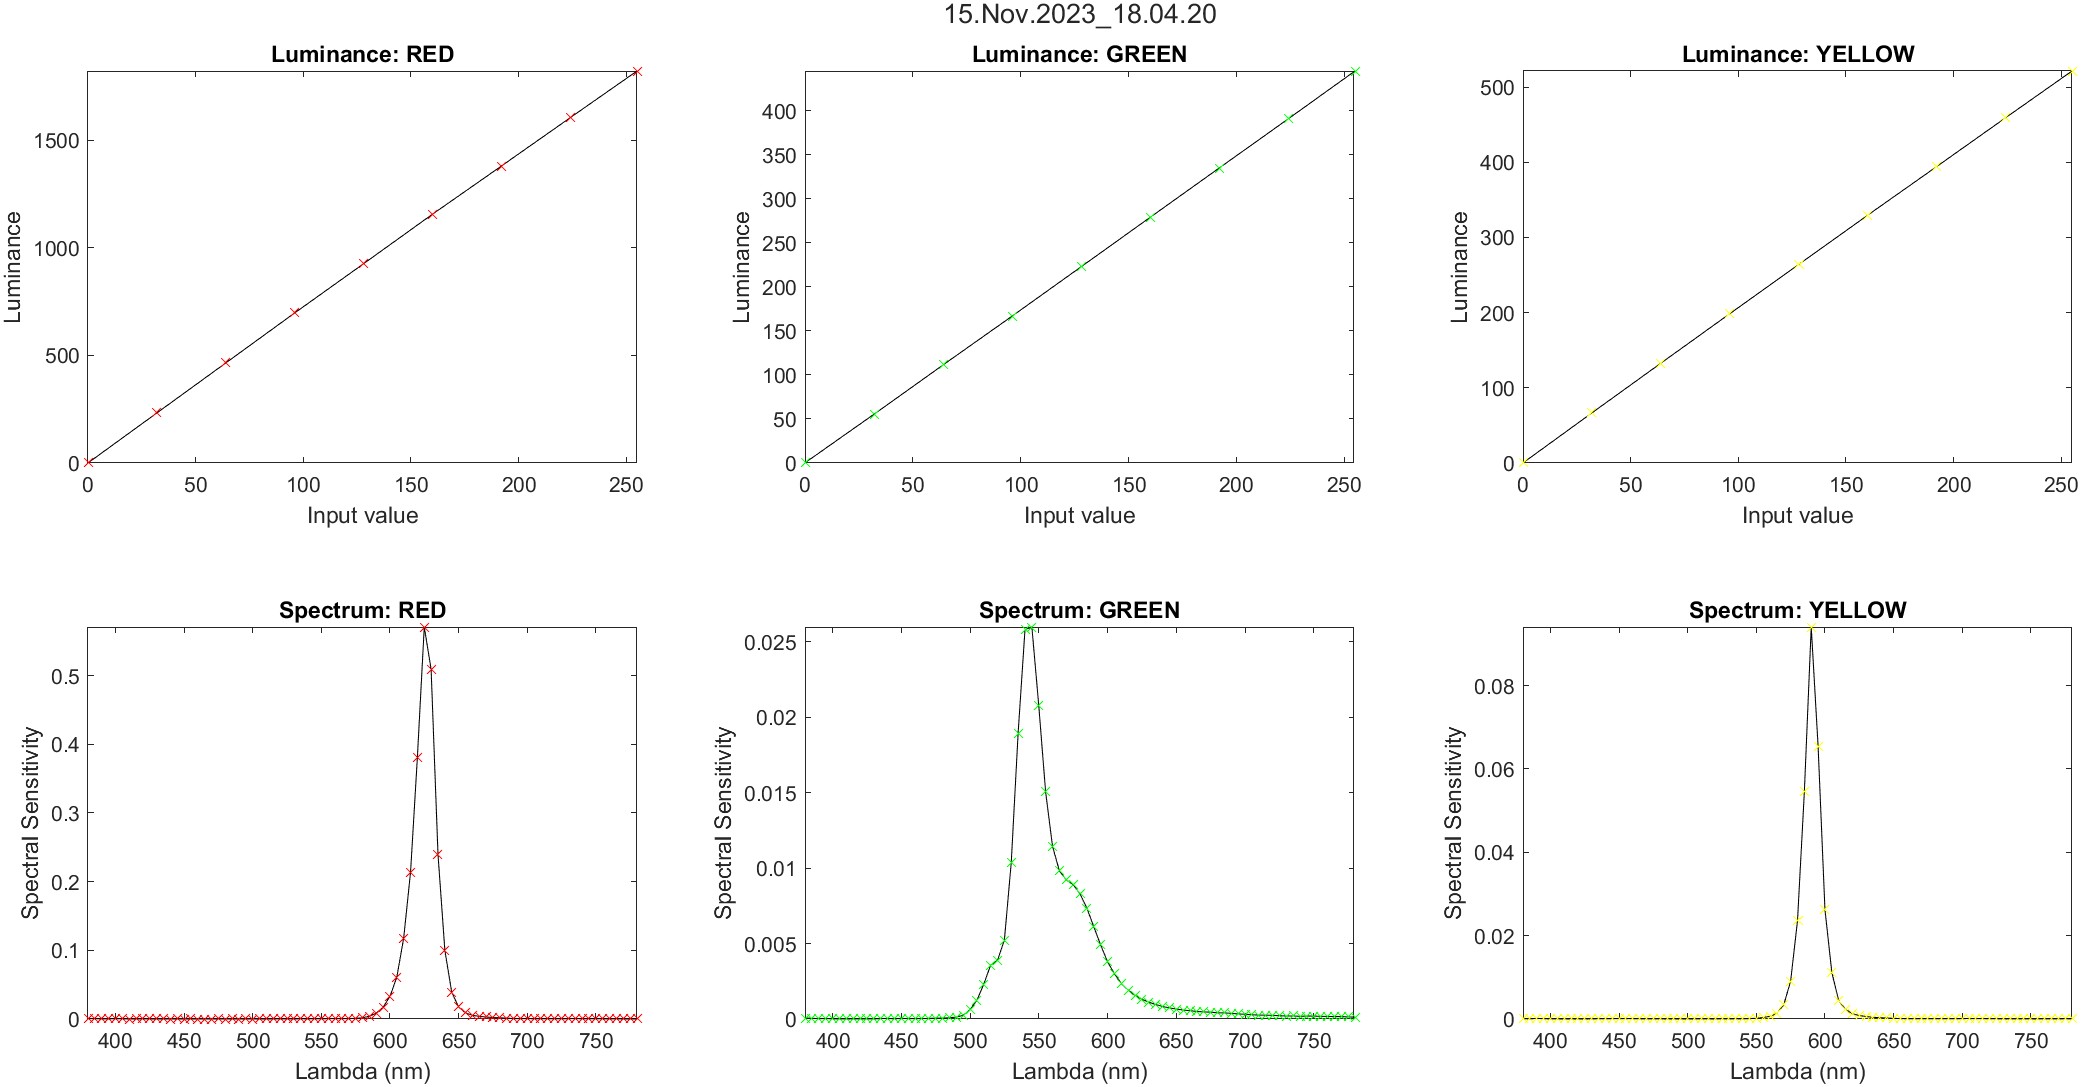 15.Nov.2023_18.04.20
Luminance: RED
Luminance
1500
1000
500
0
0 50 100 150 200 250
Input value
Luminance: GREEN
Luminance
400
350
300
250
200
150
100
50
0
0 50 100 150 200 250
Input value
Luminance: YELLOW
Luminance
500
400
300
200
100
0
0 50 100 150 200 250
Input value
Spectrum: RED
Spectral Sensitivity
0.5
0.4
0.3
0.2
0.1
0
400 450 500 550 600 650 700 750
Lambda (nm)
Spectrum: GREEN
Spectral Sensitivity
0.025
0.02
0.015
0.01
0.005
0
400 450 500 550 600 650 700 750
Lambda (nm)
Spectrum: YELLOW
Spectral Sensitivity
0.08
0.06
0.04
0.02
0
400 450 500 550 600 650 700 750
Lambda (nm)